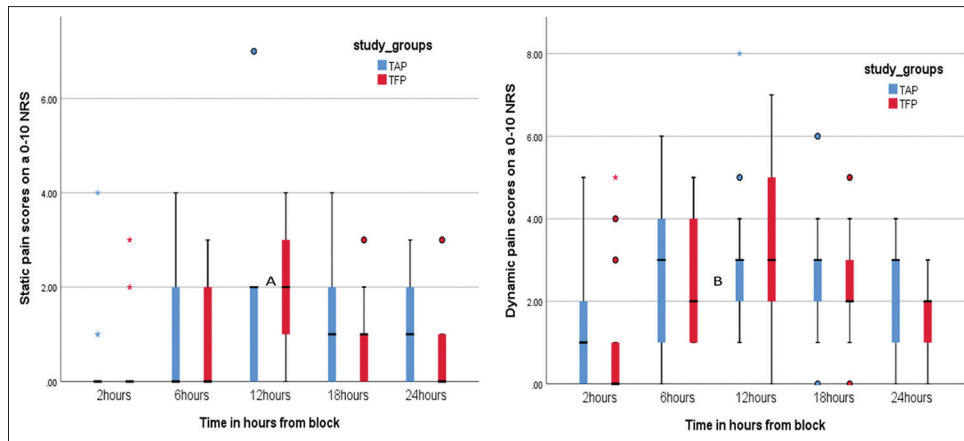 Static pain scores on a 0-10 NRS
6.00
4.00
2.00
.00
study_groups
TAP
TFP
A
2hours 6hours 12hours 18hours 24hours
Time in hours from block
Dynamic pain scores on a 0-10 NRS
8.00
6.00
4.00
2.00
.00
study_groups
TAP
TFP
B
2hours 6hours 12hours 18hours 24hours
Time in hours from block